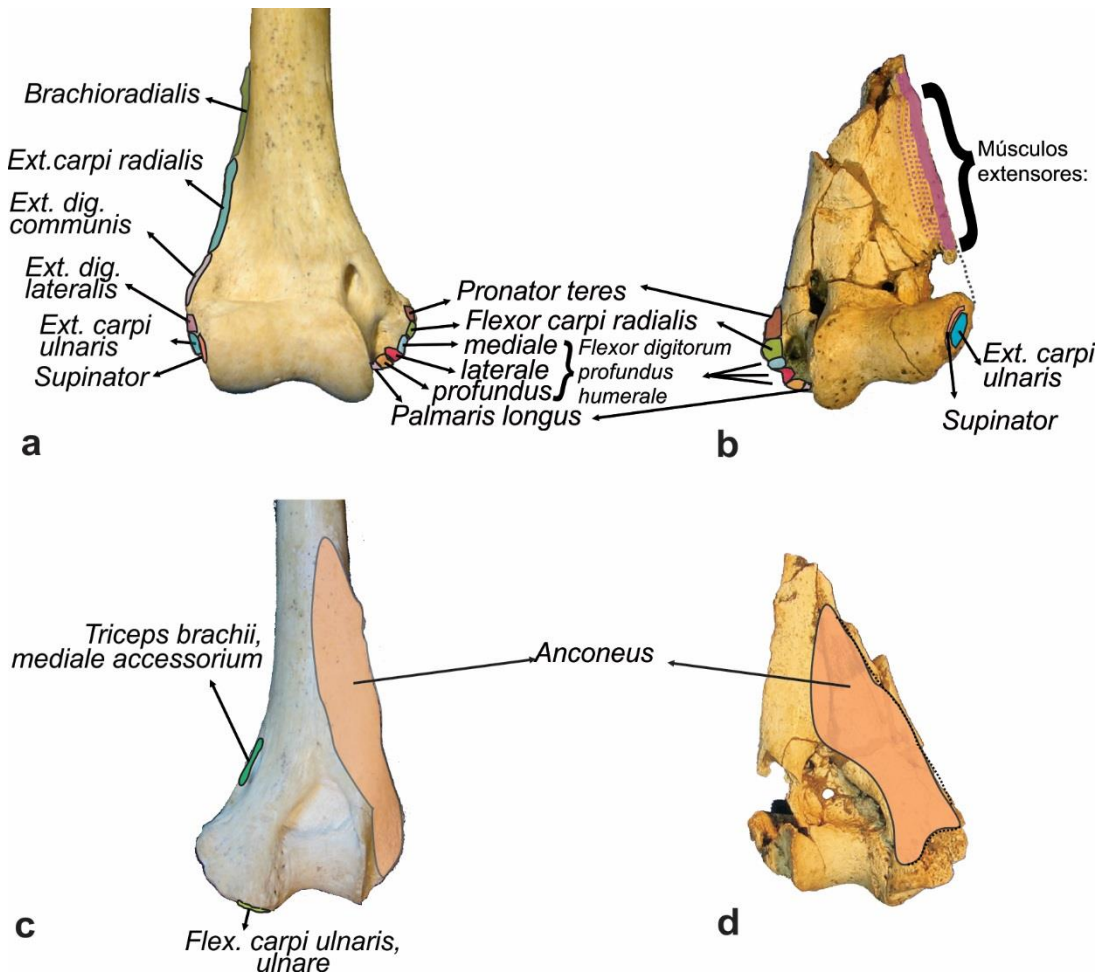 Brachioradialis
Ext.carpi radialis
Ext. dig.
communis
Ext. dig.
lateralis
Ext. carpi
ulnaris
Supinator
a
Pronator teres
Flexor carpi radialis
mediale
laterale
profundus
Flexor digitorum
profundus
humerale
Palmaris longus
Músculos
extensores:
Ext. carpi
ulnaris
Supinator
b
Triceps brachii,
mediale accessorium
Anconeus
Flex. carpi ulnaris,
ulnare
c
d